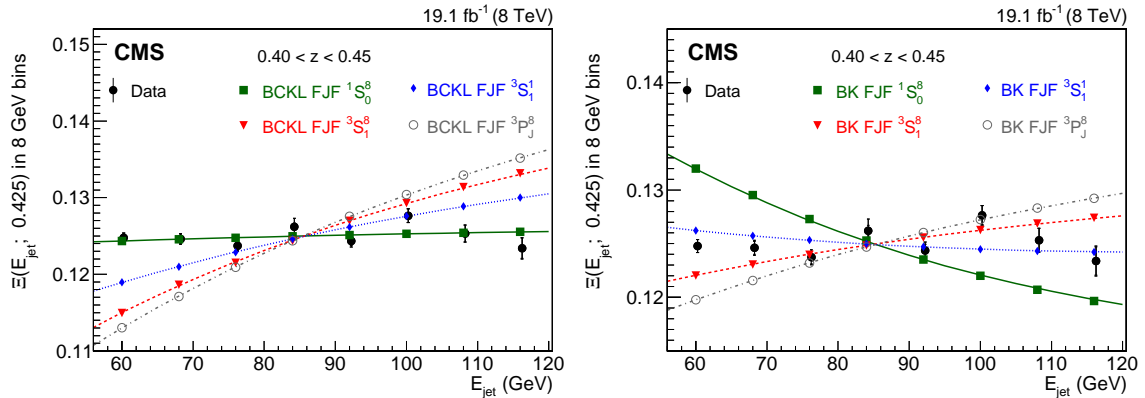 19.1 fb⁻¹ (8 TeV)
CMS
0.40 < z < 0.45
Data
BCKL FJF ¹S₀⁸
BCKL FJF ³S₁¹
BCKL FJF ³S₁⁸
BCKL FJF ³P_J⁸
Ξ(E_jet ; 0.425) in 8 GeV bins
0.15
0.14
0.13
0.12
0.11
60 70 80 90 100 110 120
E_jet (GeV)
19.1 fb⁻¹ (8 TeV)
CMS
0.40 < z < 0.45
Data
BK FJF ¹S₀⁸
BK FJF ³S₁¹
BK FJF ³S₁⁸
BK FJF ³P_J⁸
Ξ(E_jet ; 0.425) in 8 GeV bins
0.14
0.13
0.12
60 70 80 90 100 110 120
E_jet (GeV)